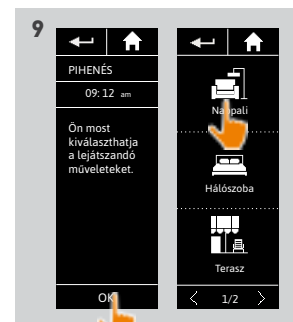 9
PIHENÉS
09:12 am
Ön most
kiválaszthatja
a lejátszandó
műveleteket.
OK
Nappali
Hálószoba
Terasz
< 1/2 >